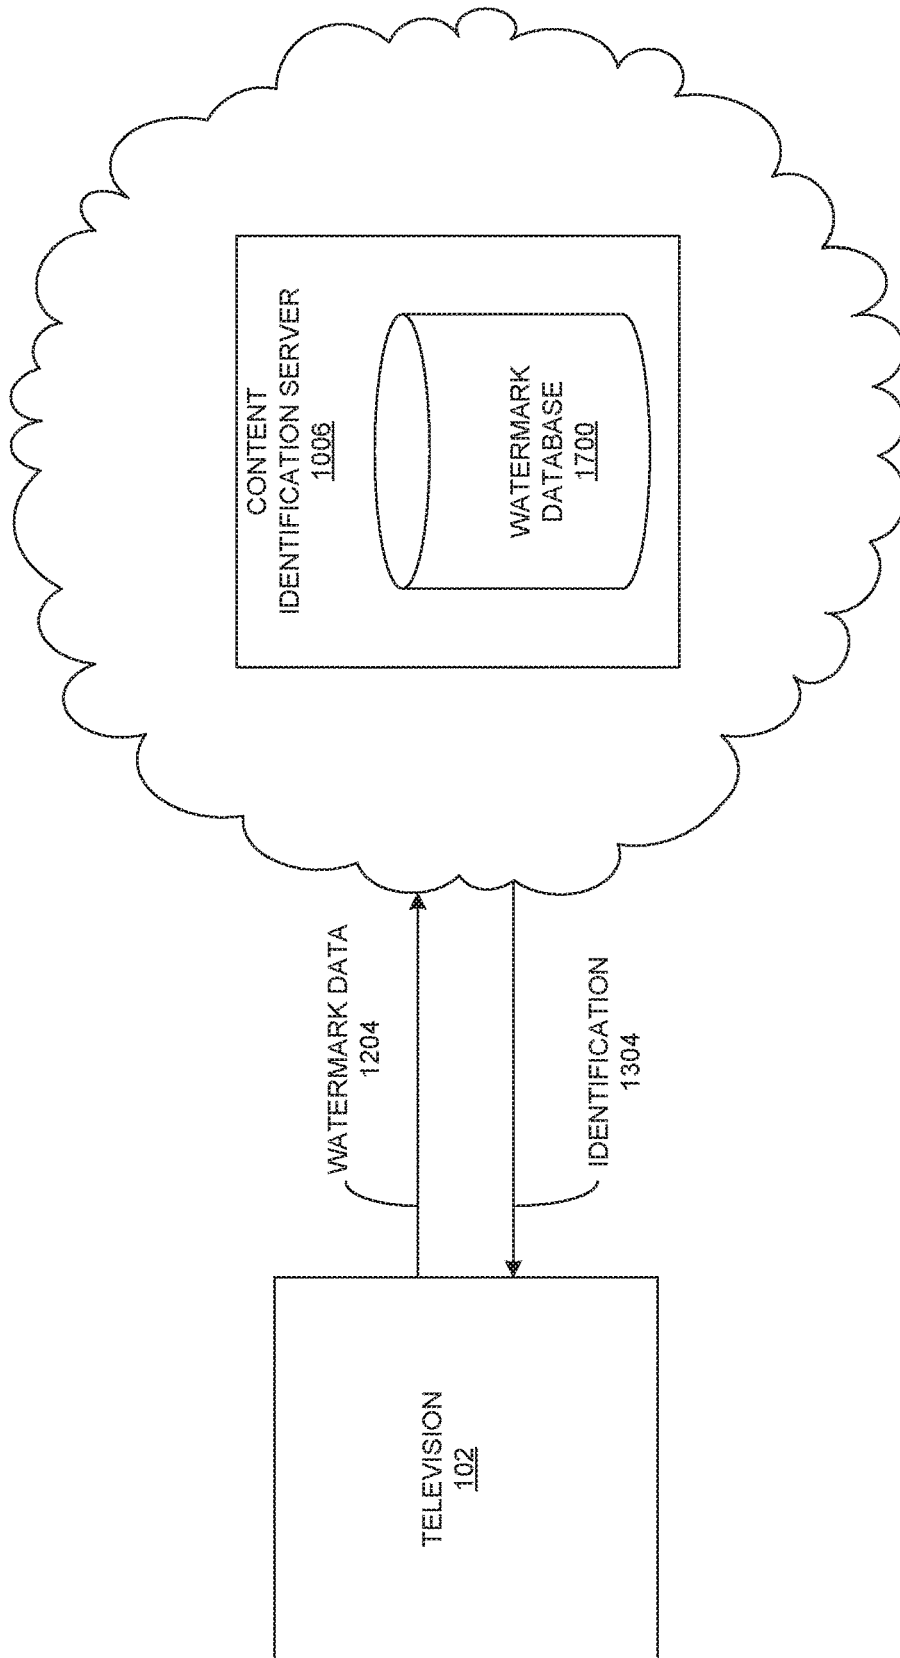 TELEVISION
102
WATERMARK DATA
1204
IDENTIFICATION
1304
CONTENT
IDENTIFICATION SERVER
1006
WATERMARK
DATABASE
1700